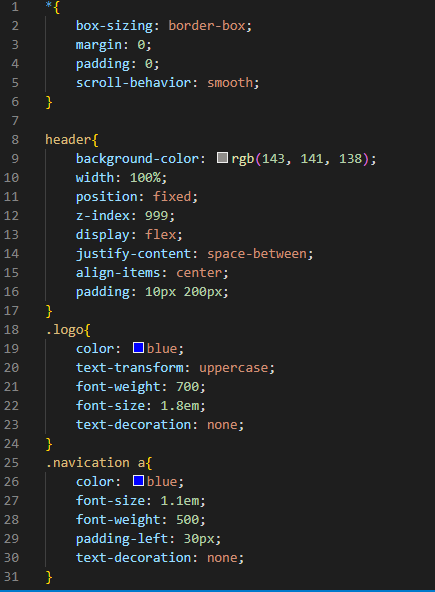 1 *{
2 box-sizing: border-box;
3 margin: 0;
4 padding: 0;
5 scroll-behavior: smooth;
6 }
7
8 header{
9 background-color: rgb(143, 141, 138);
10 width: 100%;
11 position: fixed;
12 z-index: 999;
13 display: flex;
14 justify-content: space-between;
15 align-items: center;
16 padding: 10px 200px;
17 }
18 .logo{
19 color: blue;
20 text-transform: uppercase;
21 font-weight: 700;
22 font-size: 1.8em;
23 text-decoration: none;
24 }
25 .navication a{
26 color: blue;
27 font-size: 1.1em;
28 font-weight: 500;
29 padding-left: 30px;
30 text-decoration: none;
31 }